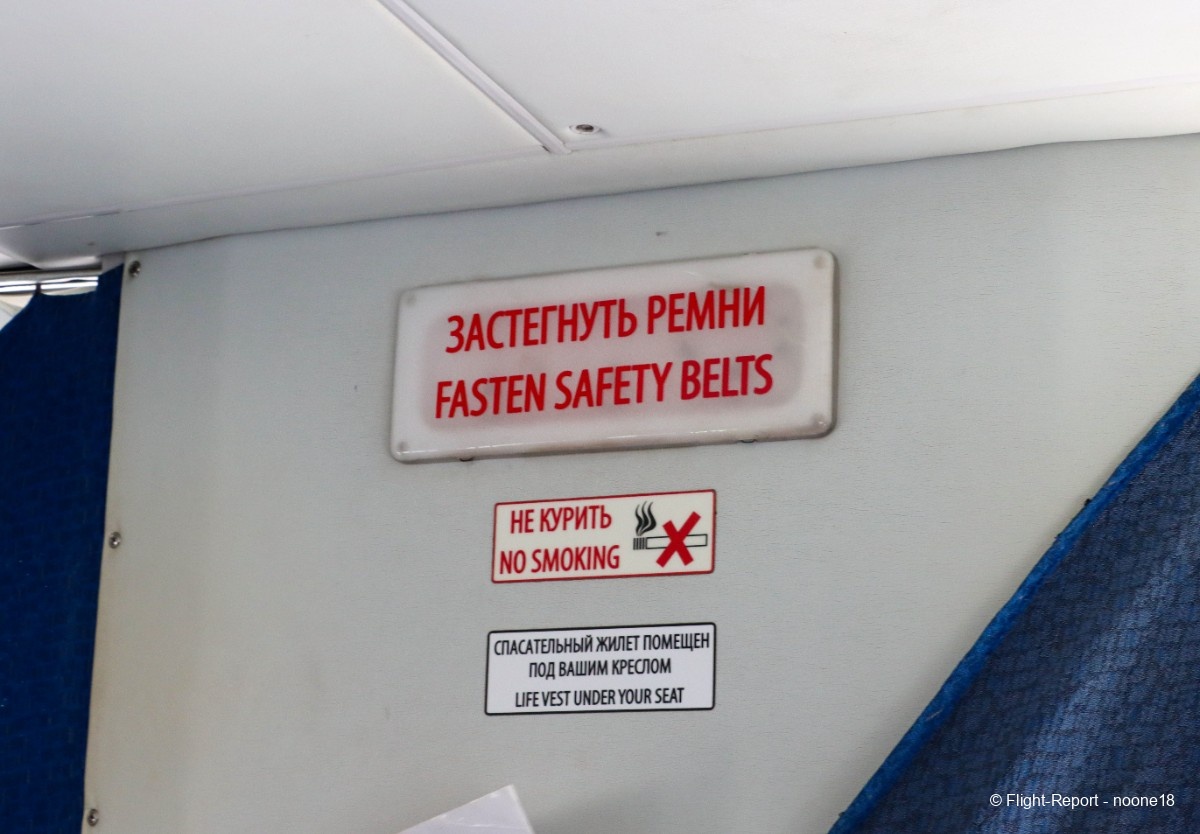 ЗАСТЕГНУТЬ РЕМНИ
FASTEN SAFETY BELTS
НЕ КУРИТЬ
NO SMOKING
СПАСАТЕЛЬНЫЙ ЖИЛЕТ ПОМЕЩЕН
ПОД ВАШИМ КРЕСЛОМ
LIFE VEST UNDER YOUR SEAT
© Flight-Report - noone18